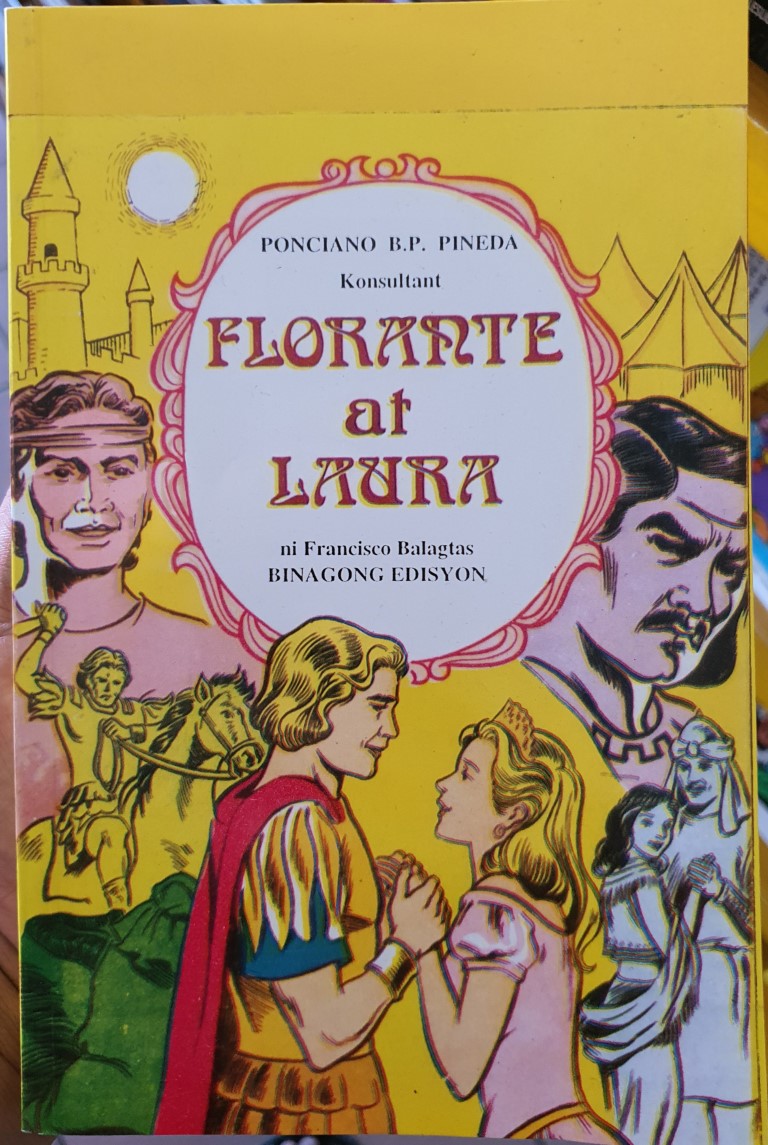 PONCIANO B.P. PINEDA
Konsultant
FLORANTE
at
LAURA
ni Francisco Balagtas
BINAGONG EDISYON